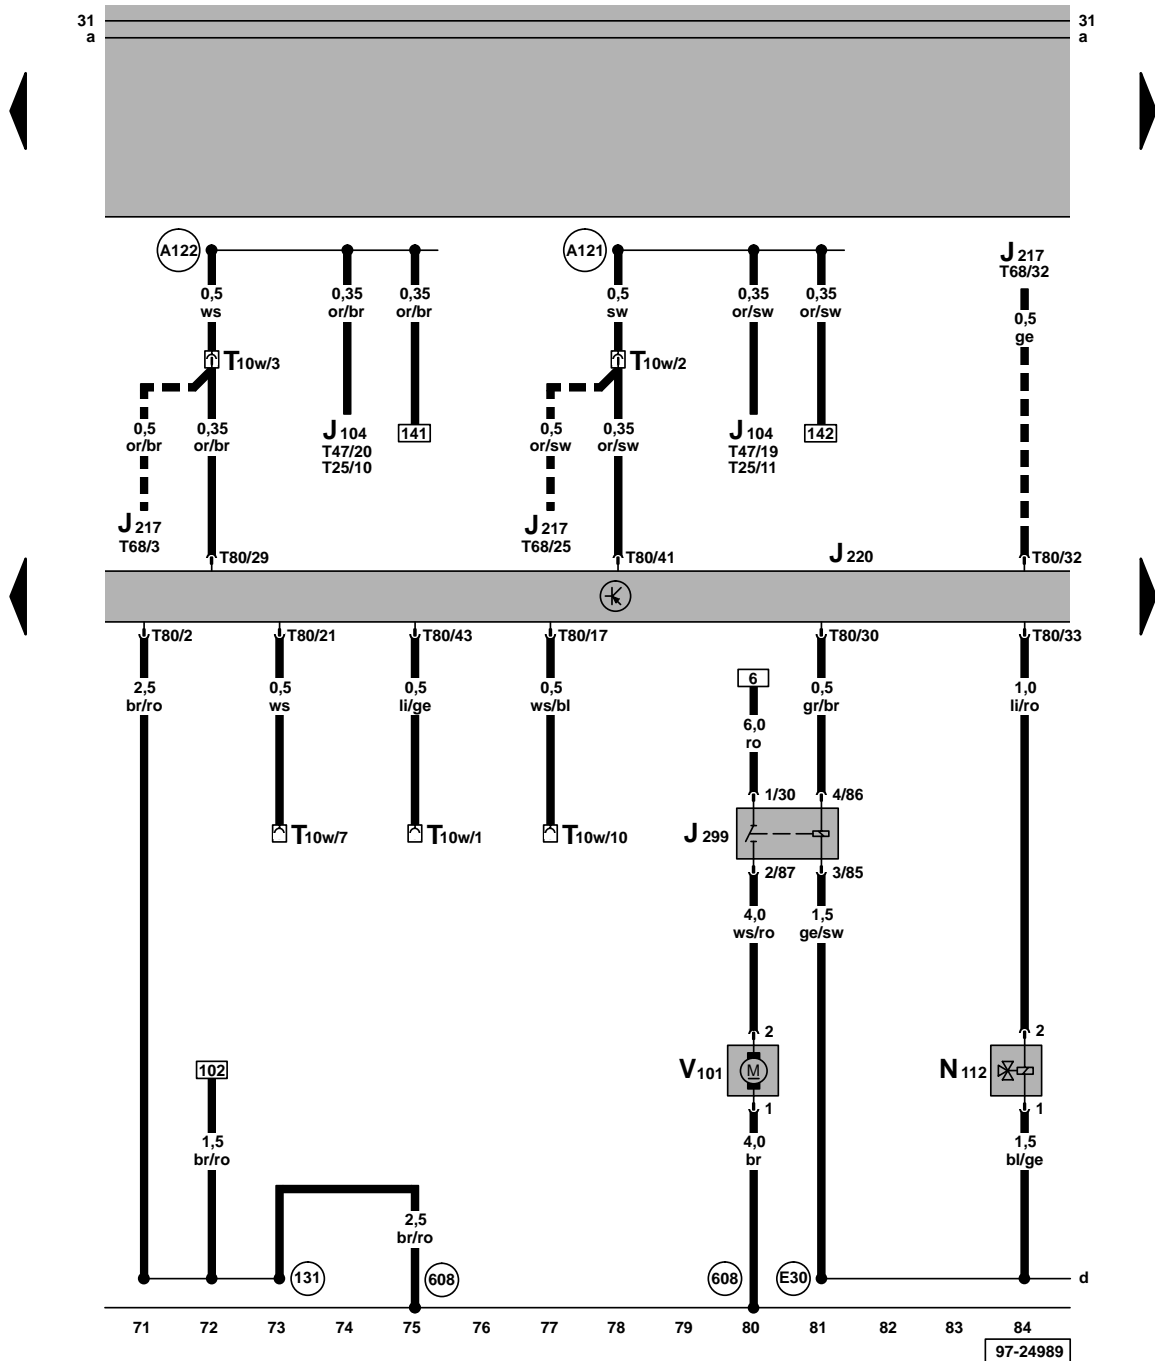 31 31
a a
A122 A121 J 217
T68/32
0,5 0,35 0,35 0,5 0,35 0,35
ws or/br or/br sw or/sw or/sw
0,5
ge
T10w/3 T10w/2
0,5 0,35 J 104 141 0,5 0,35 J 104 142
or/br or/br T47/20 or/sw or/sw T47/19
T25/10 T25/11
J 217 J 217
T68/3 T68/25
T80/29 T80/41 J 220 T80/32
T80/2 T80/21 T80/43 T80/17 T80/30 T80/33
6
2,5 0,5 0,5 0,5 0,5 1,0
br/ro ws li/ge ws/bl gr/br li/ro
6,0
ro
1/30 4/86
T10w/7 T10w/1 T10w/10 J 299
2/87 3/85
4,0 1,5
ws/ro ge/sw
2 2
102 V101 M N 112
1 1
1,5 4,0 1,5
br/ro br bl/ge
2,5
br/ro
131 608 608 E30 d
71 72 73 74 75 76 77 78 79 80 81 82 83 84
97-24989